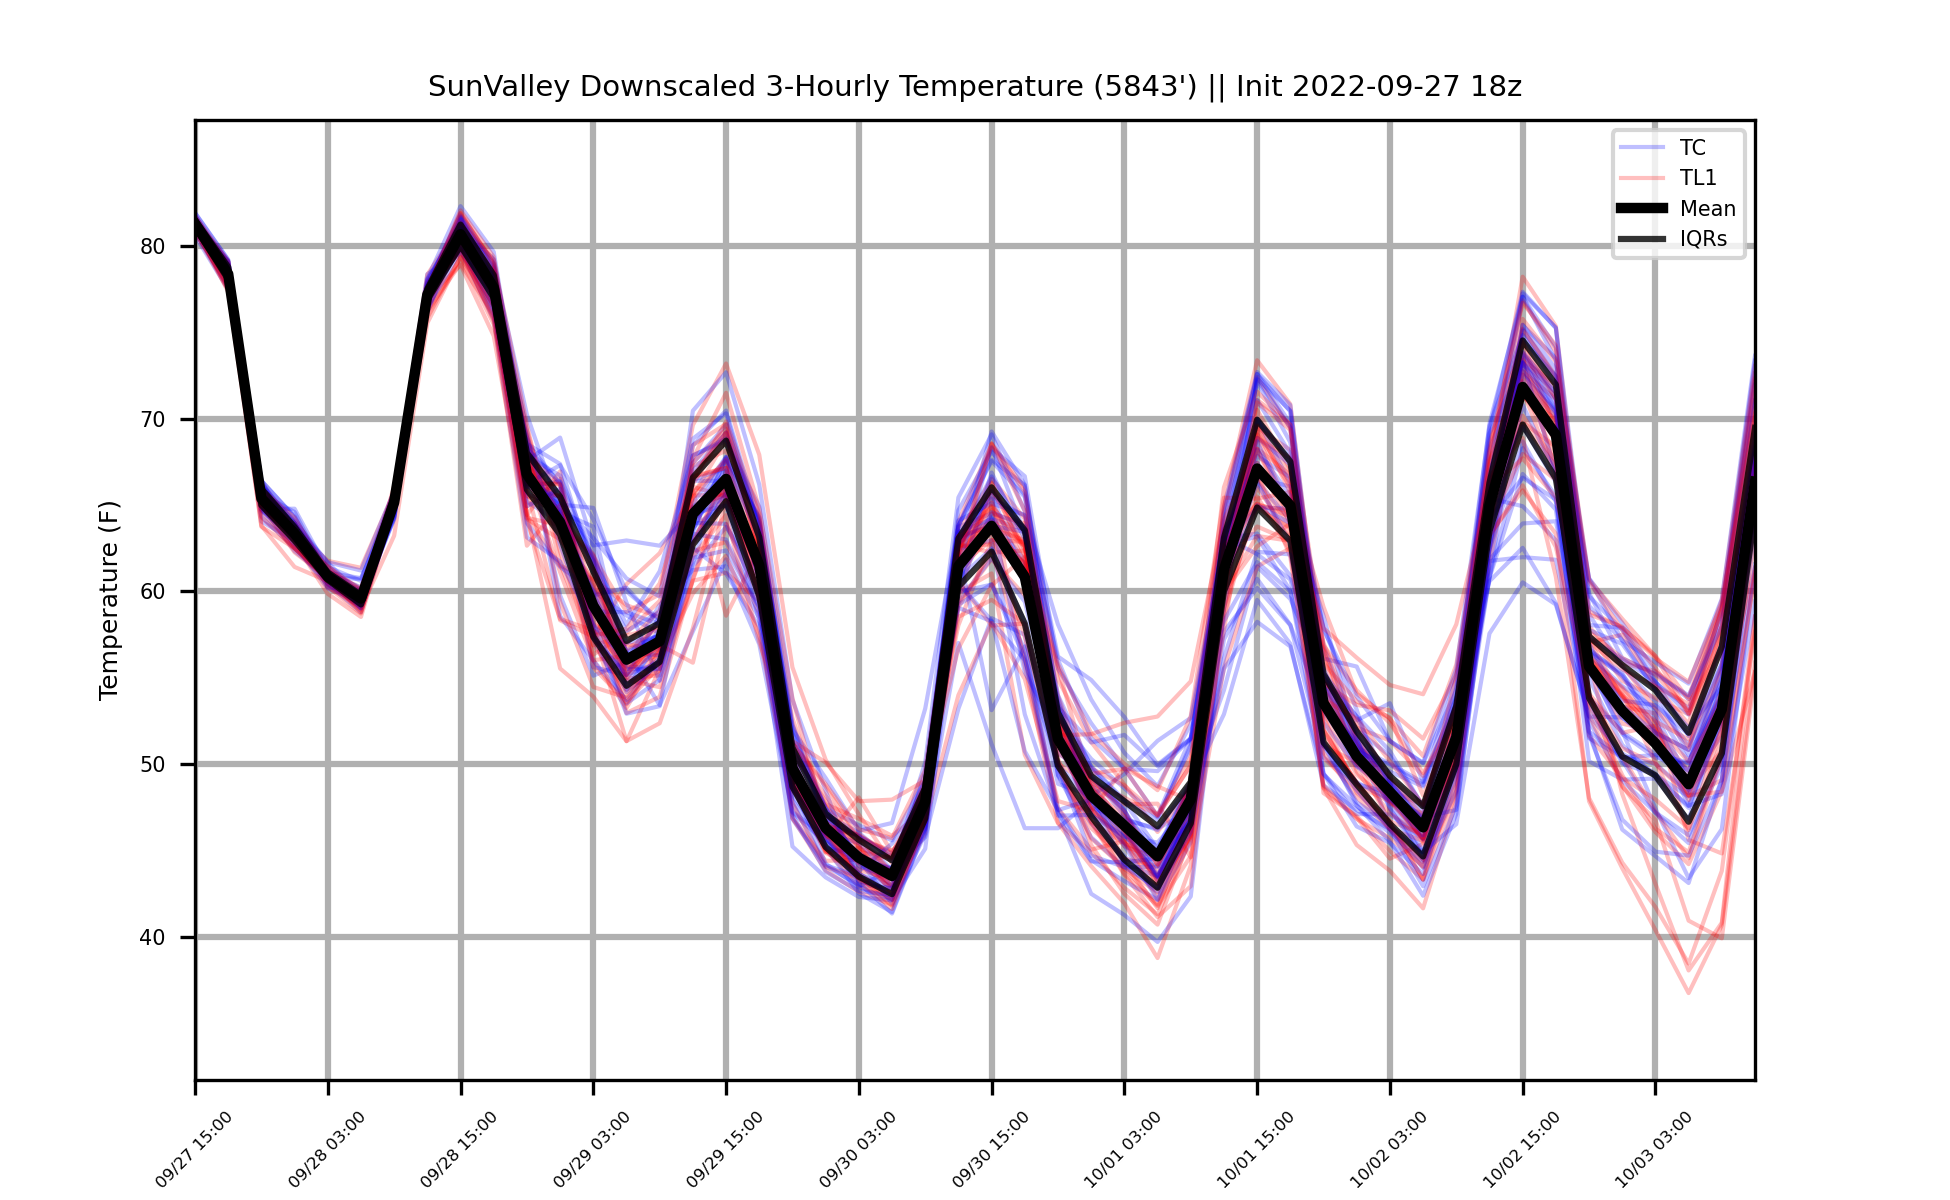 SunValley Downscaled 3-Hourly Temperature (5843') || Init 2022-09-27 18z
TC
TL1
Mean
IQRs
Temperature (F)
80
70
60
50
40
09/27 15:00
09/28 03:00
09/28 15:00
09/29 03:00
09/29 15:00
09/30 03:00
09/30 15:00
10/01 03:00
10/01 15:00
10/02 03:00
10/02 15:00
10/03 03:00